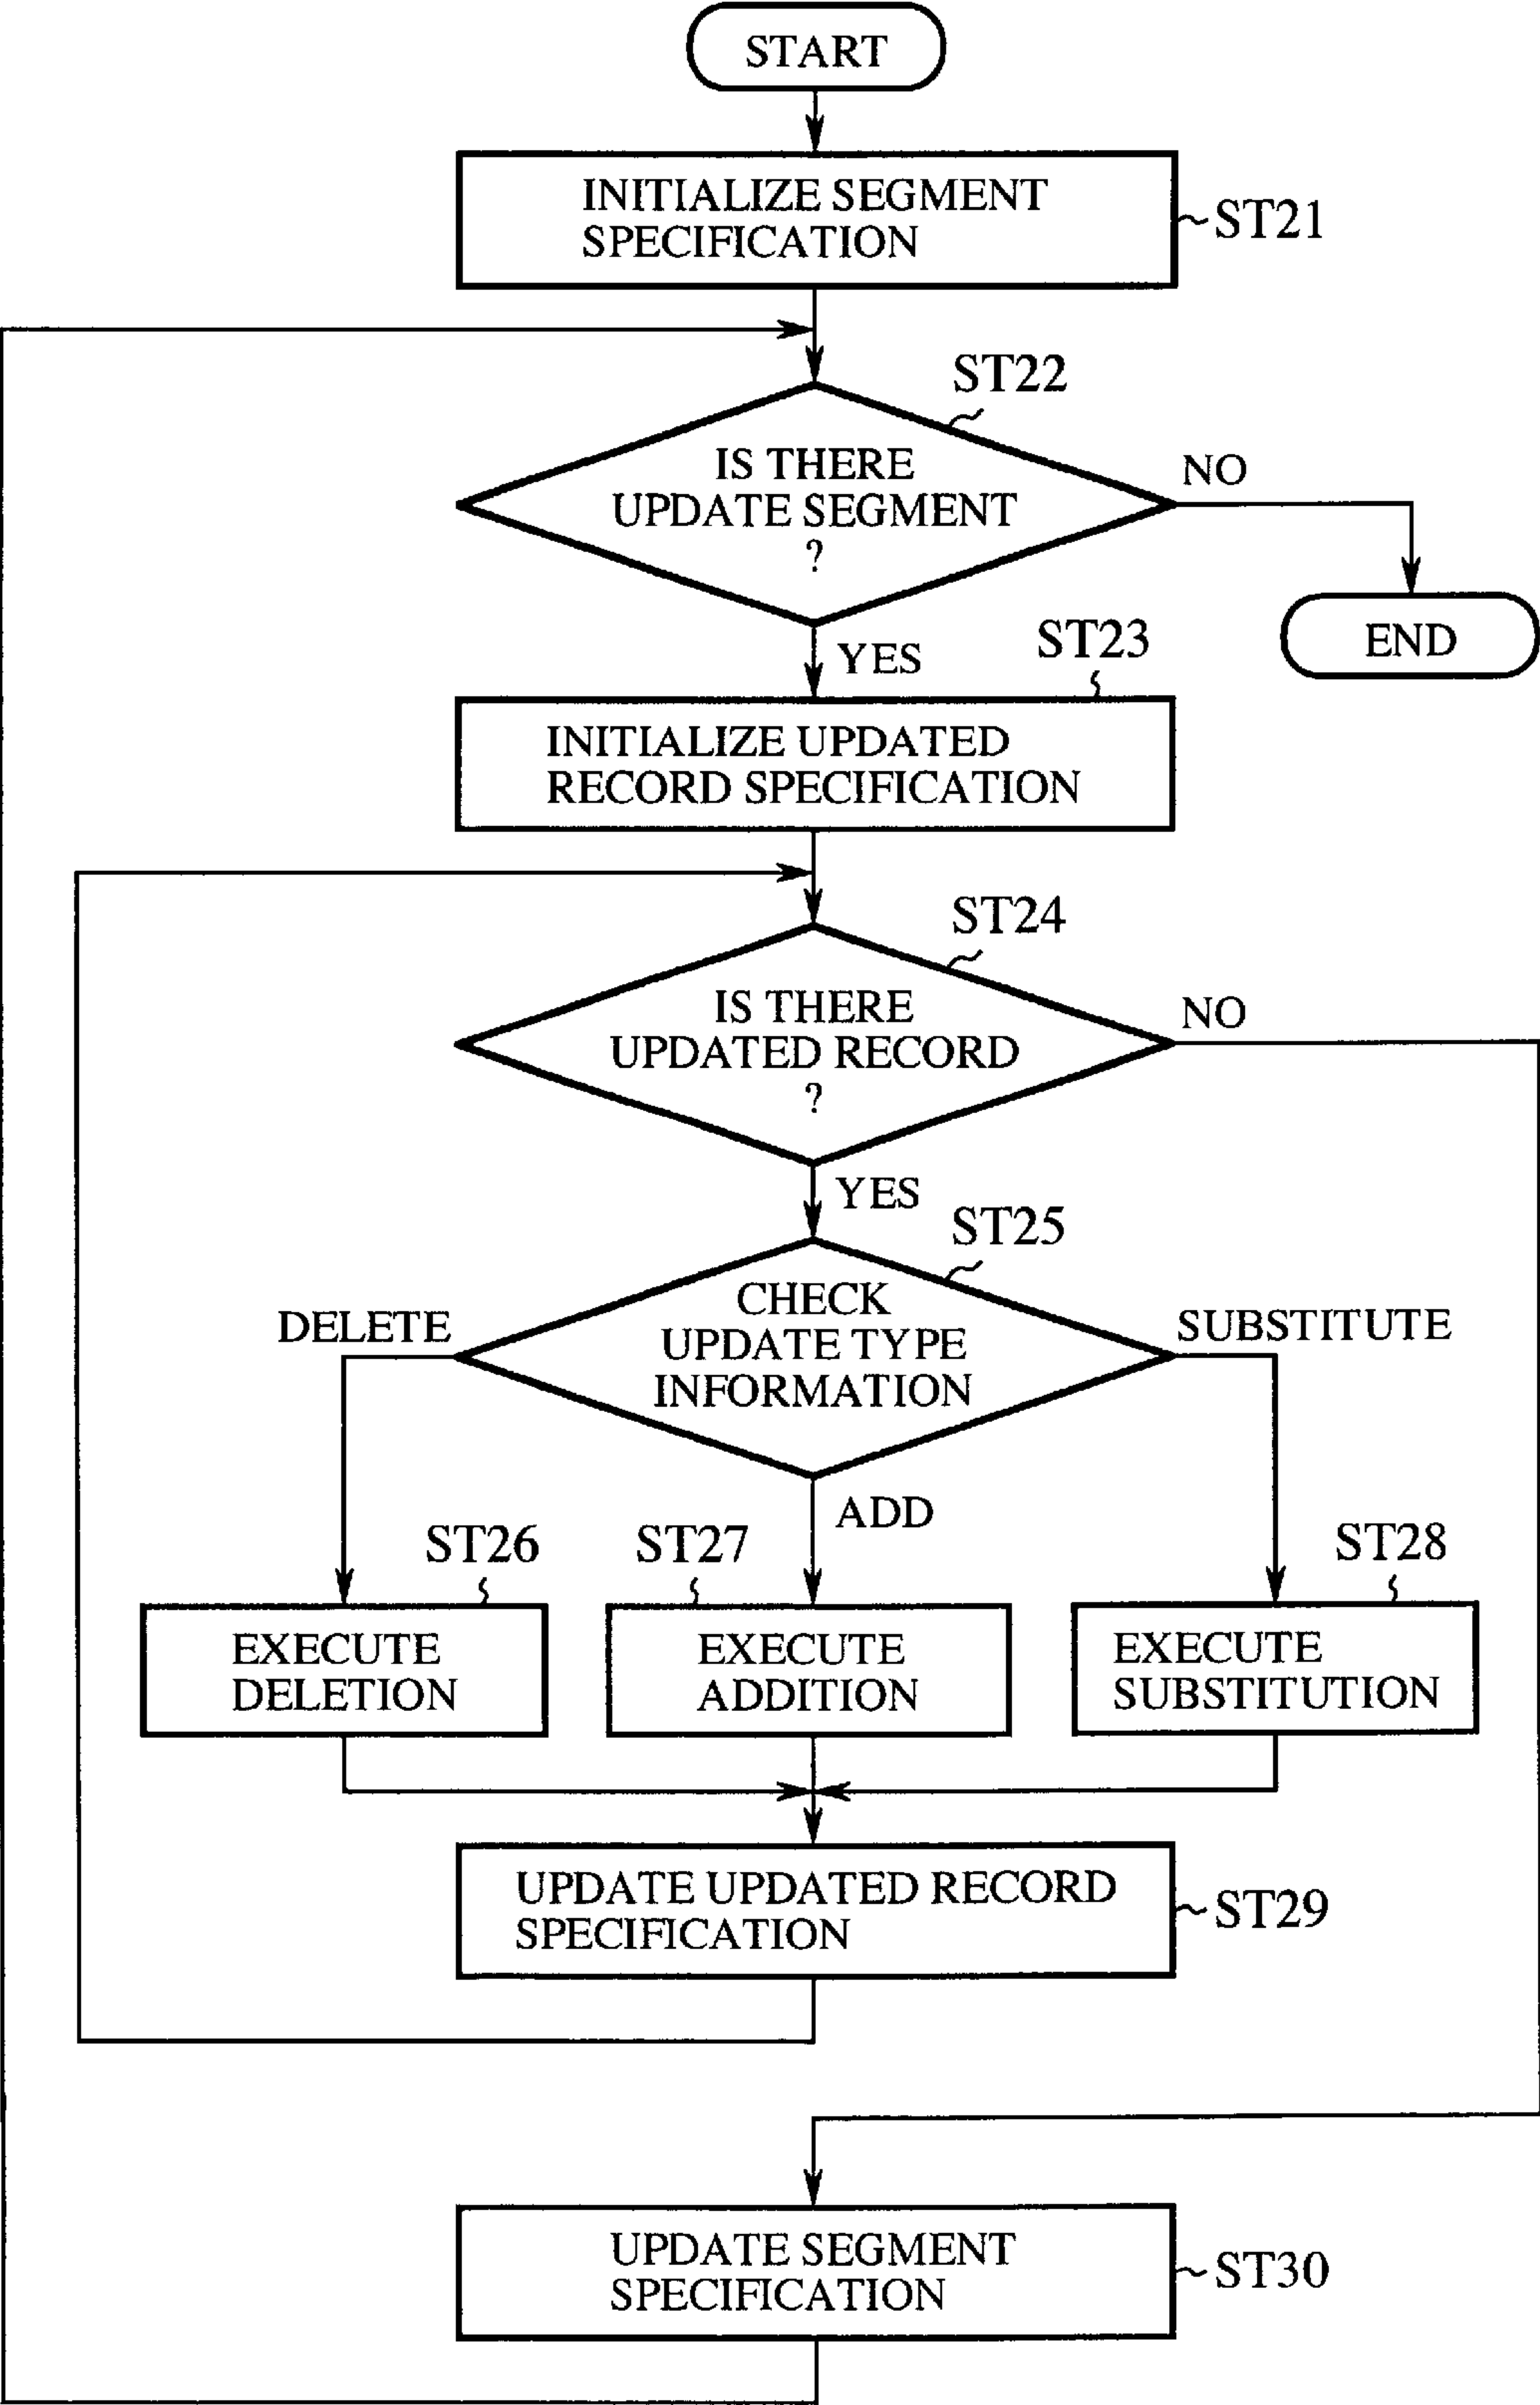 START
INITIALIZE SEGMENT
SPECIFICATION
ST21
ST22
IS THERE
UPDATE SEGMENT
?
NO
END
YES
ST23
INITIALIZE UPDATED
RECORD SPECIFICATION
ST24
IS THERE
UPDATED RECORD
?
NO
YES
ST25
CHECK
UPDATE TYPE
INFORMATION
DELETE
SUBSTITUTE
ADD
ST26
ST27
ST28
EXECUTE
DELETION
EXECUTE
ADDITION
EXECUTE
SUBSTITUTION
UPDATE UPDATED RECORD
SPECIFICATION
ST29
UPDATE SEGMENT
SPECIFICATION
ST30